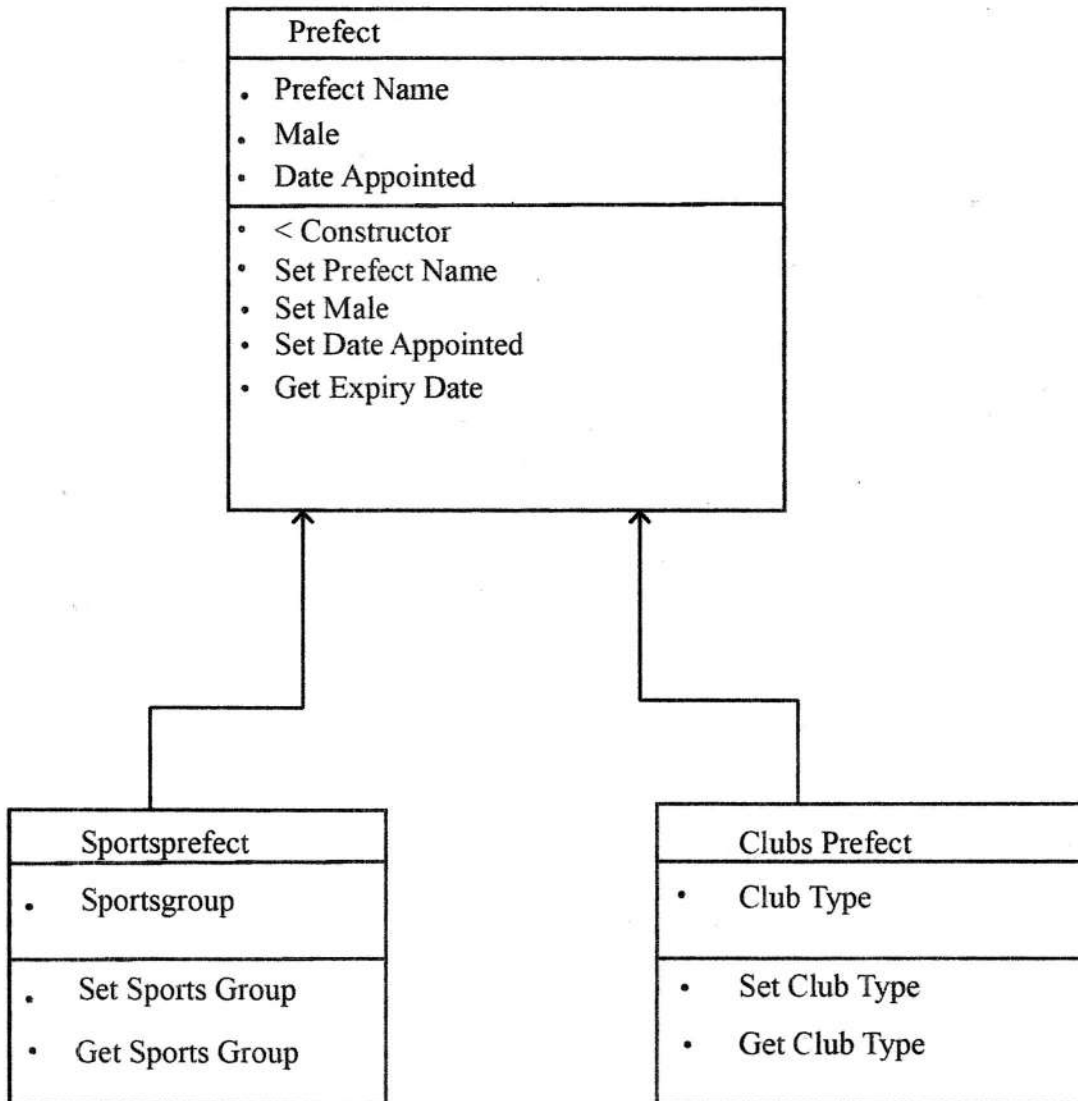 Prefect
. Prefect Name
. Male
· Date Appointed
· < Constructor
· Set Prefect Name
· Set Male
· Set Date Appointed
· Get Expiry Date
Sportsprefect
. Sportsgroup
. Set Sports Group
· Get Sports Group
Clubs Prefect
· Club Type
· Set Club Type
· Get Club Type